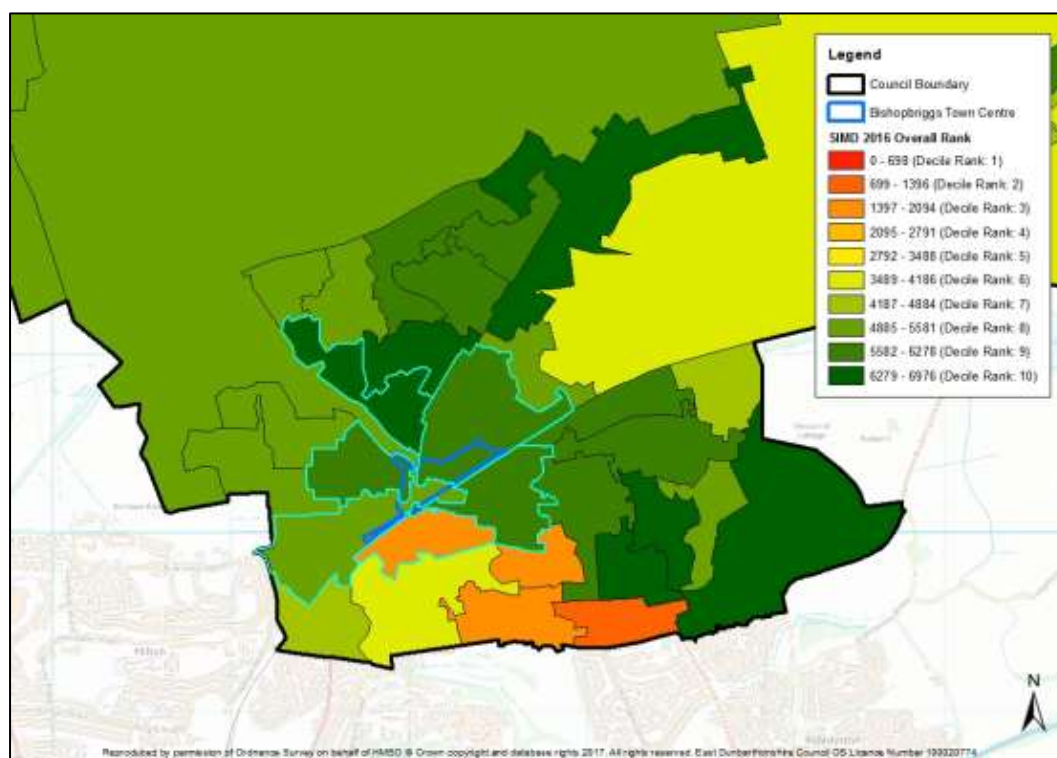 Legend
Council Boundary
Bishopbriggs Town Centre
SIMD 2016 Overall Rank
0 - 698 (Decile Rank: 1)
699 - 1396 (Decile Rank: 2)
1397 - 2094 (Decile Rank: 3)
2095 - 2791 (Decile Rank: 4)
2792 - 3488 (Decile Rank: 5)
3489 - 4186 (Decile Rank: 6)
4187 - 4884 (Decile Rank: 7)
4885 - 5581 (Decile Rank: 8)
5582 - 6278 (Decile Rank: 9)
6279 - 6976 (Decile Rank: 10)
N
Reproduced by permission of Ordnance Survey on behalf of HMSO © Crown copyright and database rights 2017. All rights reserved. East Dunbartonshire Council OS Licence Number 100020774